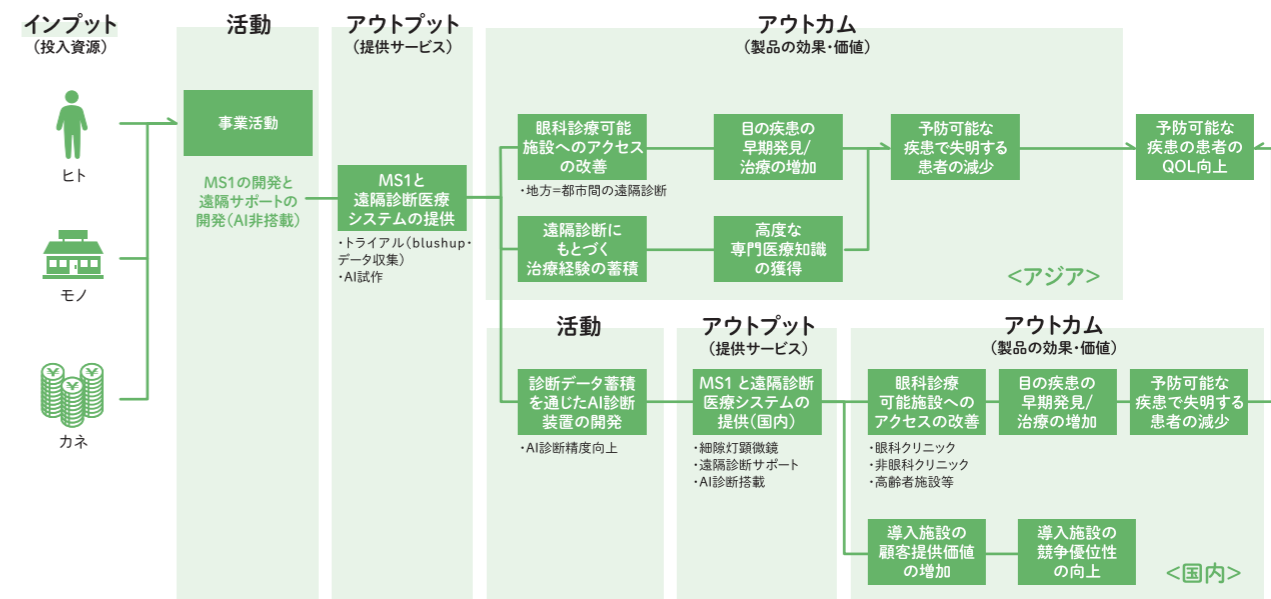 インプット
（投入資源）
ヒト
モノ
カネ
活動
事業活動
MS1の開発と
遠隔サポートの
開発（AI非搭載）
アウトプット
（提供サービス）
MS1と
遠隔診断医療
システムの提供
・トライアル（blushup・
データ収集）
・AI試作
アウトカム
（製品の効果・価値）
眼科診療可能
施設へのアクセス
の改善
・地方＝都市間の遠隔診断
目の疾患の
早期発見/
治療の増加
予防可能な
疾患で失明する
患者の減少
予防可能な
疾患の患者の
QOL向上
遠隔診断に
もとづく
治療経験の蓄積
高度な
専門医療知識
の獲得
<アジア>
活動
診断データ蓄積
を通じたAI診断
装置の開発
・AI診断精度向上
アウトプット
（提供サービス）
MS1 と遠隔診断
医療システムの
提供（国内）
・細隙灯顕微鏡
・遠隔診断サポート
・AI診断搭載
アウトカム
（製品の効果・価値）
眼科診療
可能施設への
アクセスの改善
・眼科クリニック
・非眼科クリニック
・高齢者施設等
目の疾患の
早期発見/
治療の増加
予防可能な
疾患で失明する
患者の減少
導入施設の
顧客提供価値
の増加
導入施設の
競争優位性
の向上
<国内>